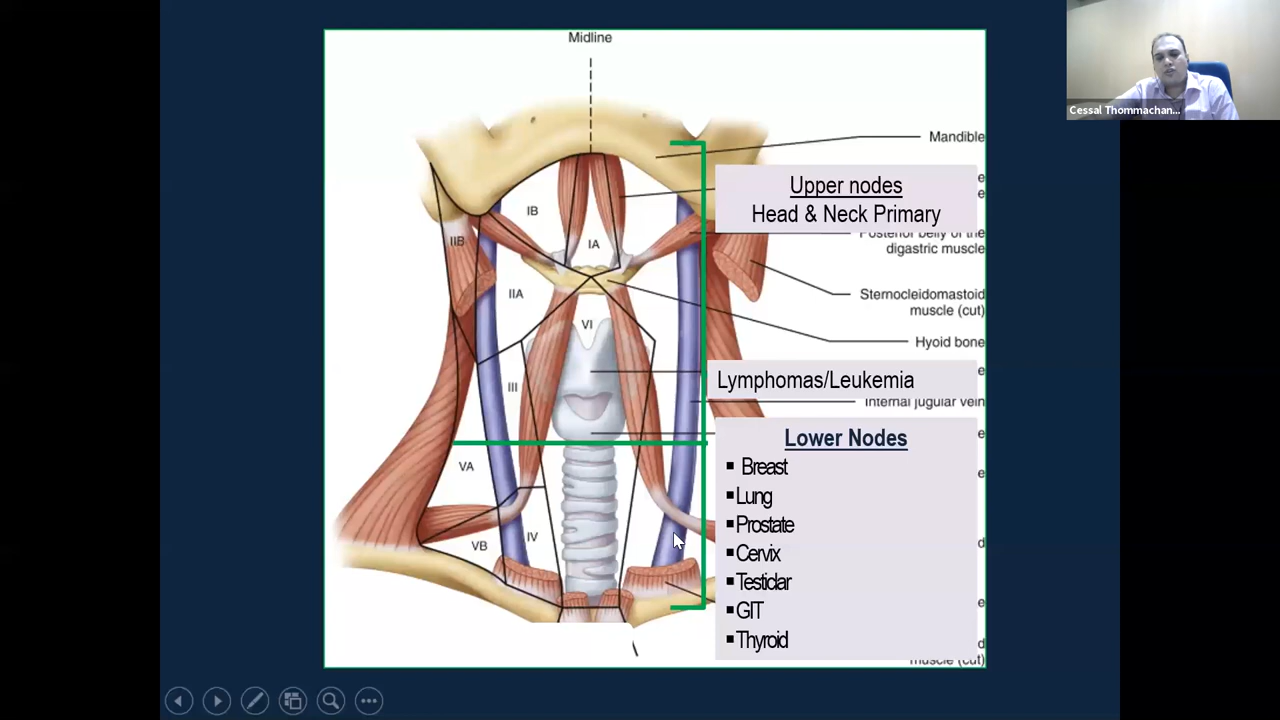 Midline
Cessal Thommachan...
Mandible
Upper nodes
Head & Neck Primary
Posterior belly of the
digastric muscle
IB
IA
IIB
IIA
Sternocleidomastoid
muscle (cut)
VI
Hyoid bone
III
Lymphomas/Leukemia
Internal jugular vein
Lower Nodes
▪ Breast
▪ Lung
▪ Prostate
▪ Cervix
▪ Testiclar
▪ GIT
▪ Thyroid
VA
VB
IV
muscle (cut)